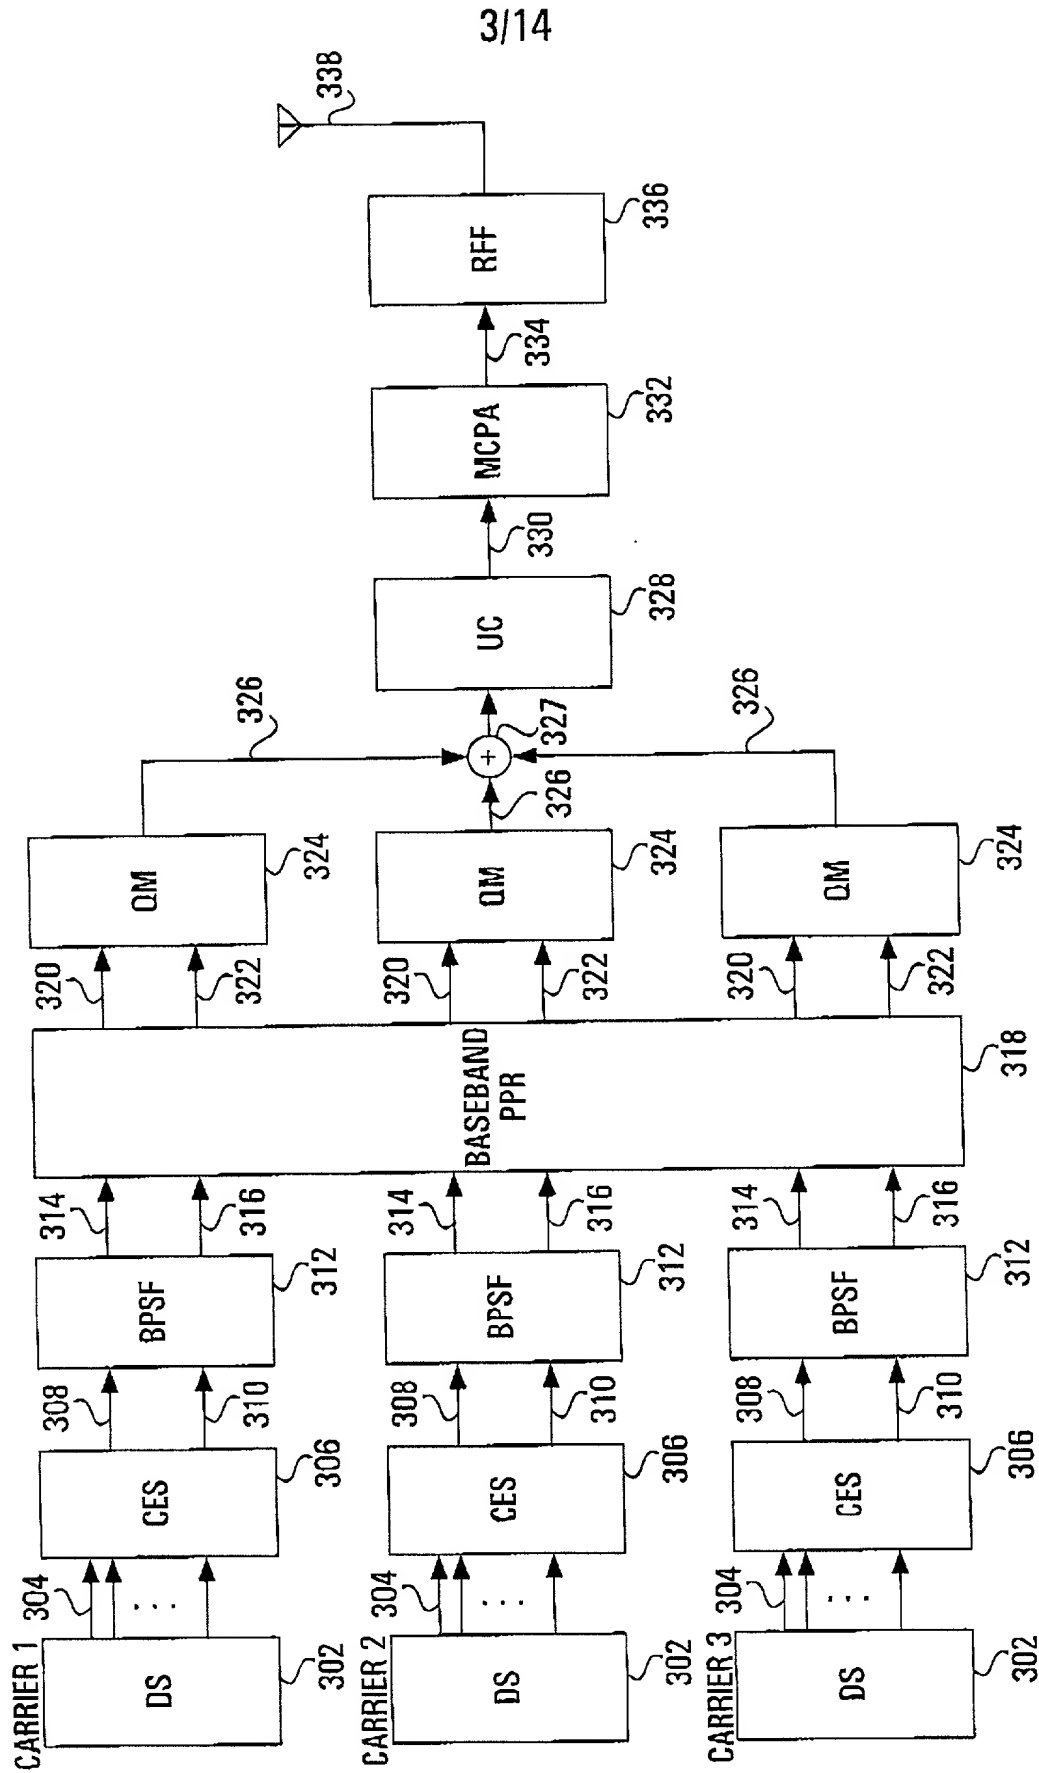 3/14
CARRIER 1
DS
302
304
CES
306
308
310
BPSF
312
314
316
320
322
QM
324
326
CARRIER 2
DS
302
304
CES
306
308
310
BPSF
312
314
316
BASEBAND
PPR
318
320
322
QM
324
326
327
UC
328
330
MCPA
332
334
RFF
336
338
CARRIER 3
DS
302
304
CES
306
308
310
BPSF
312
314
316
320
322
QM
324
326